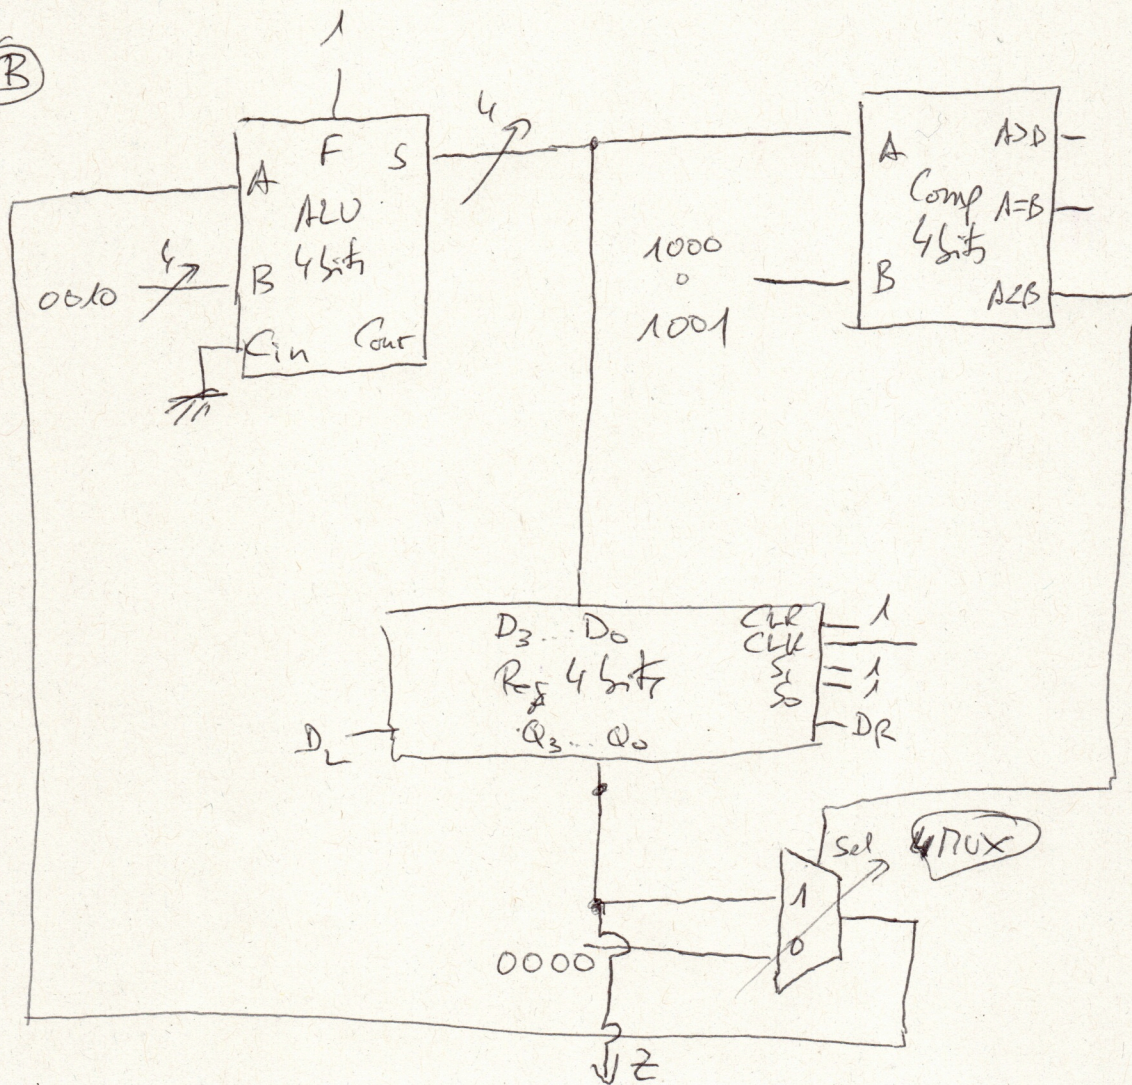 B
1
4
F S
A
ALU
4 bits
4
0010
B
Cin Cout
A
A>B
Comp
A=B
4 bits
B
A<B
1000
o
1001
D3...D0
Reg 4 bits
Q3...Q0
CLR 1
CLK
S1 1
S0 1
DR
DL
Sel
4 MUX
1
0
0000
Z